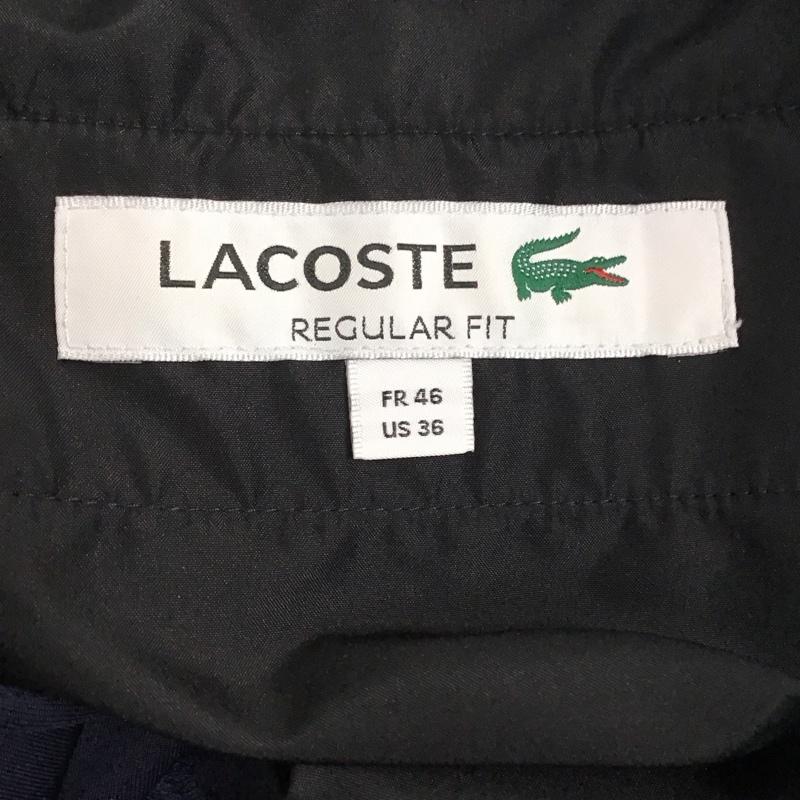 LACOSTE
REGULAR FIT
FR 46
US 36